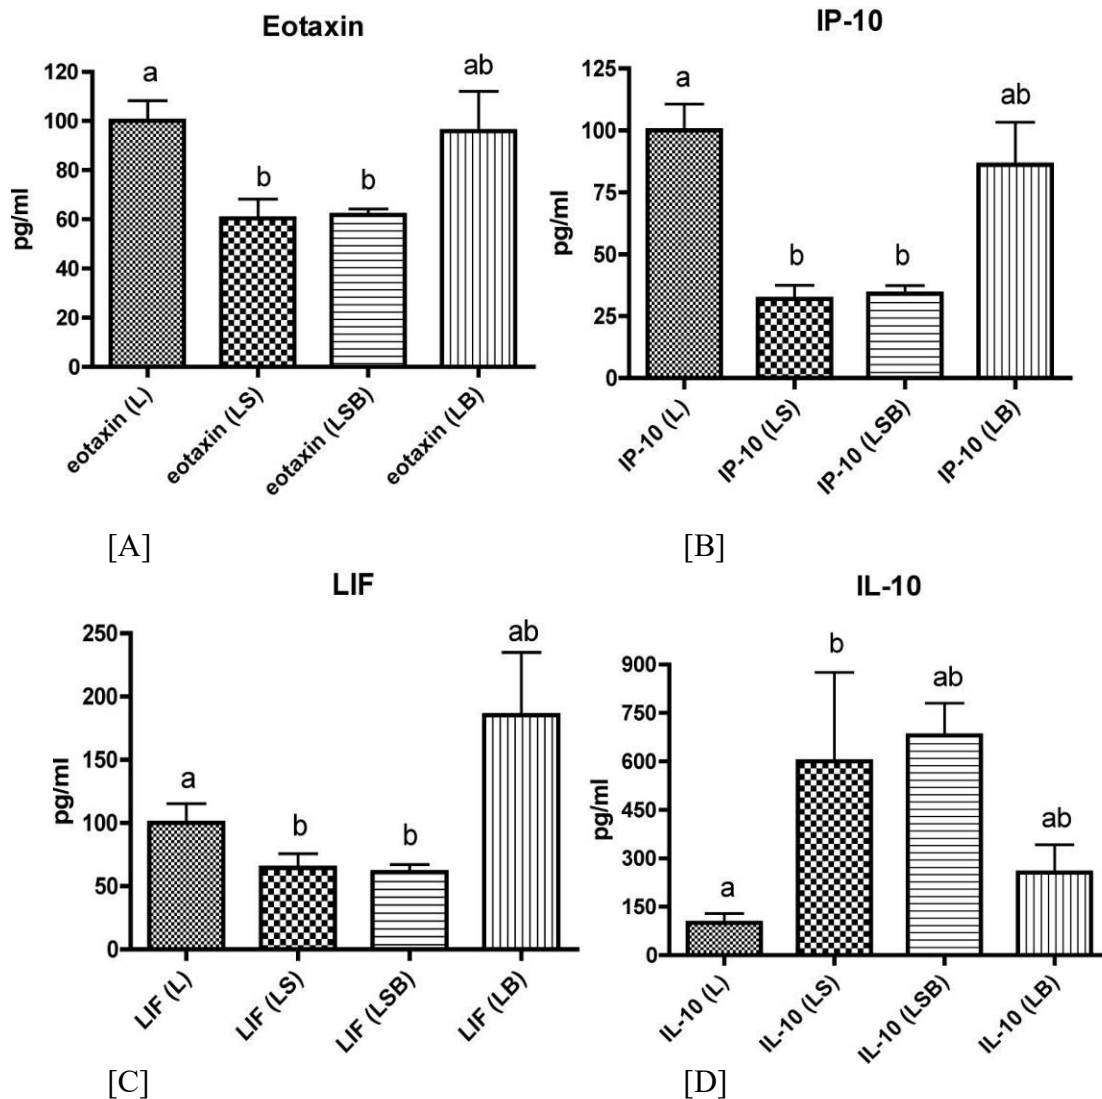 Eotaxin
120
100
80
60
40
20
0
pg/ml
a
b
b
ab
eotaxin (L)
eotaxin (LS)
eotaxin (LSB)
eotaxin (LB)
[A]
IP-10
125
100
75
50
25
0
pg/ml
a
b
b
ab
IP-10 (L)
IP-10 (LS)
IP-10 (LSB)
IP-10 (LB)
[B]
LIF
250
200
150
100
50
0
pg/ml
a
b
b
ab
LIF (L)
LIF (LS)
LIF (LSB)
LIF (LB)
[C]
IL-10
900
750
600
450
300
150
0
pg/ml
a
b
ab
ab
IL-10 (L)
IL-10 (LS)
IL-10 (LSB)
IL-10 (LB)
[D]